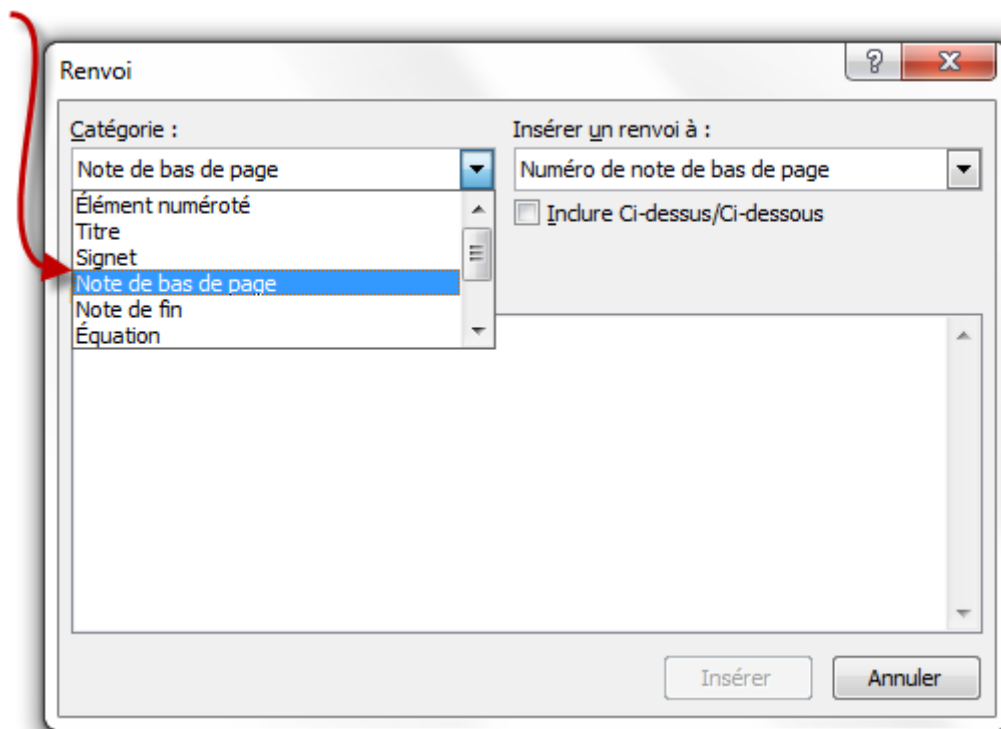 Renvoi
Catégorie :
Insérer un renvoi à :
Note de bas de page
Numéro de note de bas de page
Élément numéroté
Inclure Ci-dessus/Ci-dessous
Titre
Signet
Note de bas de page
Note de fin
Équation
Insérer
Annuler